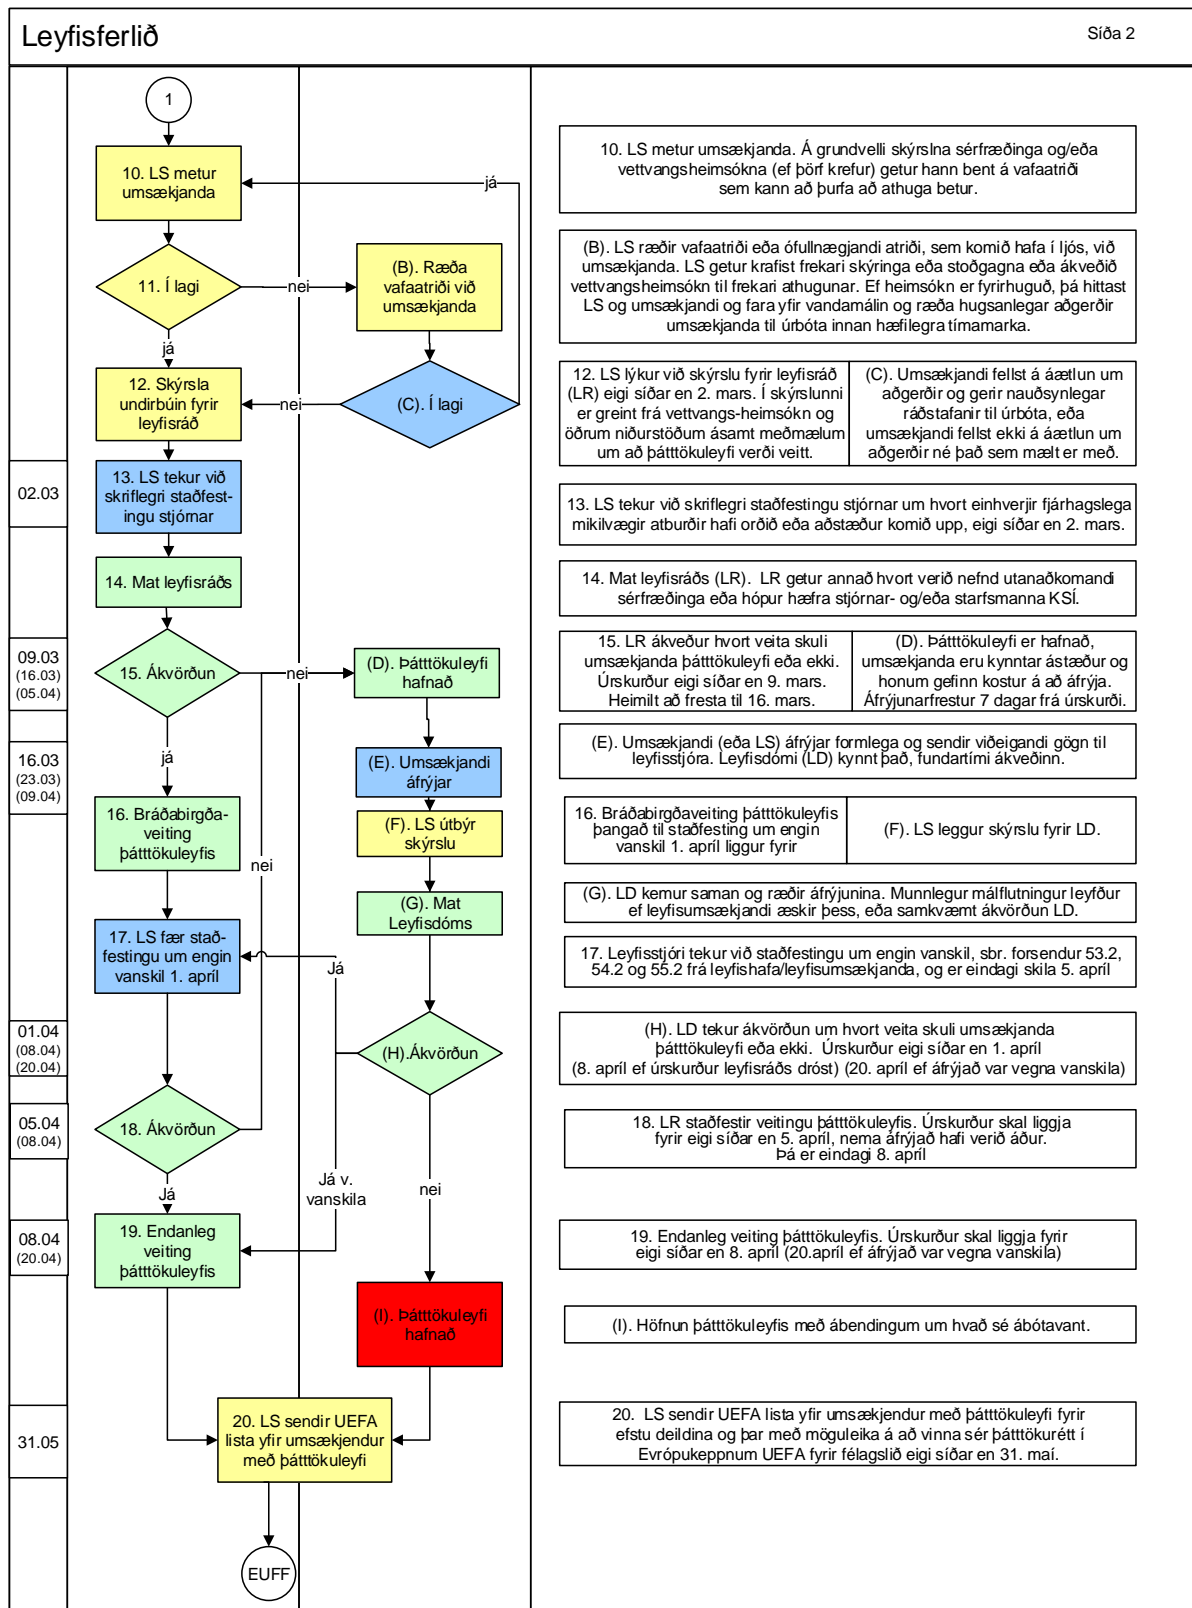 Leyfisferlið
Síða 2
1
10. LS metur
umsækjanda
já
10. LS metur umsækjanda. Á grundvelli skýrslna sérfræðinga og/eða
vettvangsheimsókna (ef þörf krefur) getur hann bent á vafaatriði
sem kann að þurfa að athuga betur.
11. Í lagi
nei
(B). Ræða
vafaatriði við
umsækjanda
(B). LS ræðir vafaatriði eða ófullnægjandi atriði, sem komið hafa í ljós, við
umsækjanda. LS getur krafist frekari skýringa eða stoðgagna eða ákveðið
vettvangsheimsókn til frekari athugunar. Ef heimsókn er fyrirhuguð, þá hittast
LS og umsækjandi og fara yfir vandamálin og ræða hugsanlegar aðgerðir
umsækjanda til úrbóta innan hæfilegra tímamarka.
já
12. Skýrsla
undirbúin fyrir
leyfisráð
nei
(C). Í lagi
12. LS lýkur við skýrslu fyrir leyfisráð
(LR) eigi síðar en 2. mars. Í skýrslunni
er greint frá vettvangs-heimsókn og
öðrum niðurstöðum ásamt meðmælum
um að þátttökuleyfi verði veitt.
(C). Umsækjandi fellst á áætlun um
aðgerðir og gerir nauðsynlegar
ráðstafanir til úrbóta, eða
umsækjandi fellst ekki á áætlun um
aðgerðir né það sem mælt er með.
02.03
13. LS tekur við
skriflegri staðfest-
ingu stjórnar
13. LS tekur við skriflegri staðfestingu stjórnar um hvort einhverjir fjárhagslega
mikilvægir atburðir hafi orðið eða aðstæður komið upp, eigi síðar en 2. mars.
14. Mat leyfisráðs
14. Mat leyfisráðs (LR). LR getur annað hvort verið nefnd utanaðkomandi
sérfræðinga eða hópur hæfra stjórnar- og/eða starfsmanna KSÍ.
09.03
(16.03)
(05.04)
15. Ákvörðun
nei
(D). Þátttökuleyfi
hafnað
15. LR ákveður hvort veita skuli
umsækjanda þátttökuleyfi eða ekki.
Úrskurður eigi síðar en 9. mars.
Heimilt að fresta til 16. mars.
(D). Þátttökuleyfi er hafnað,
umsækjanda eru kynntar ástæður og
honum gefinn kostur á að áfrýja.
Áfrýjunarfrestur 7 dagar frá úrskurði.
16.03
(23.03)
(09.04)
já
(E). Umsækjandi
áfrýjar
(E). Umsækjandi (eða LS) áfrýjar formlega og sendir viðeigandi gögn til
leyfisstjóra. Leyfisdómi (LD) kynnt það, fundartími ákveðinn.
16. Bráðabirgða-
veiting
þátttökuleyfis
nei
(F). LS útbýr
skýrslu
16. Bráðabirgðaveiting þátttökuleyfis
þangað til staðfesting um engin
vanskil 1. apríl liggur fyrir
(F). LS leggur skýrslu fyrir LD.
(G). Mat
Leyfisdóms
(G). LD kemur saman og ræðir áfrýjunina. Munnlegur málflutningur leyfður
ef leyfisumsækjandi æskir þess, eða samkvæmt ákvörðun LD.
17. LS fær stað-
festingu um engin
vanskil 1. apríl
Já
17. Leyfisstjóri tekur við staðfestingu um engin vanskil, sbr. forsendur 53.2,
54.2 og 55.2 frá leyfishafa/leyfisumsækjanda, og er eindagi skila 5. apríl
01.04
(08.04)
(20.04)
(H).Ákvörðun
(H). LD tekur ákvörðun um hvort veita skuli umsækjanda
þátttökuleyfi eða ekki. Úrskurður eigi síðar en 1. apríl
(8. apríl ef úrskurður leyfisráðs dróst) (20. apríl ef áfrýjað var vegna vanskila)
05.04
(08.04)
18. Ákvörðun
18. LR staðfestir veitingu þátttökuleyfis. Úrskurður skal liggja
fyrir eigi síðar en 5. apríl, nema áfrýjað hafi verið áður.
Þá er eindagi 8. apríl
Já
Já v.
vanskila
nei
08.04
(20.04)
19. Endanleg
veiting
þátttökuleyfis
19. Endanleg veiting þátttökuleyfis. Úrskurður skal liggja fyrir
eigi síðar en 8. apríl (20.apríl ef áfrýjað var vegna vanskila)
(I). Þátttökuleyfi
hafnað
(I). Höfnun þátttökuleyfis með ábendingum um hvað sé ábótavant.
31.05
20. LS sendir UEFA
lista yfir umsækjendur
með þátttökuleyfi
20. LS sendir UEFA lista yfir umsækjendur með þátttökuleyfi fyrir
efstu deildina og þar með möguleika á að vinna sér þátttökurétt í
Evrópukeppnum UEFA fyrir félagslið eigi síðar en 31. maí.
EUFF